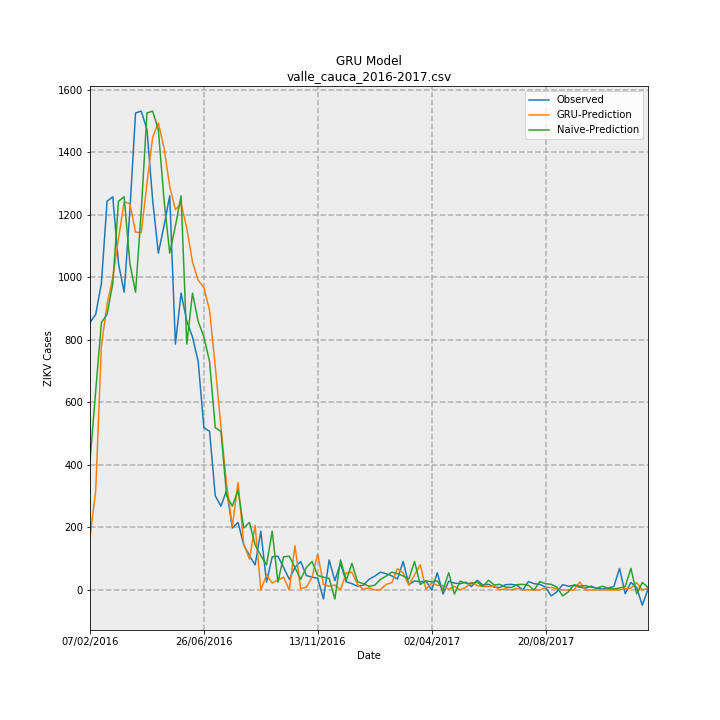 GRU Model
valle_cauca_2016-2017.csv
Observed
GRU-Prediction
Naive-Prediction
1600
1400
1200
1000
800
600
400
200
0
ZIKV Cases
07/02/2016
26/06/2016
13/11/2016
02/04/2017
20/08/2017
Date